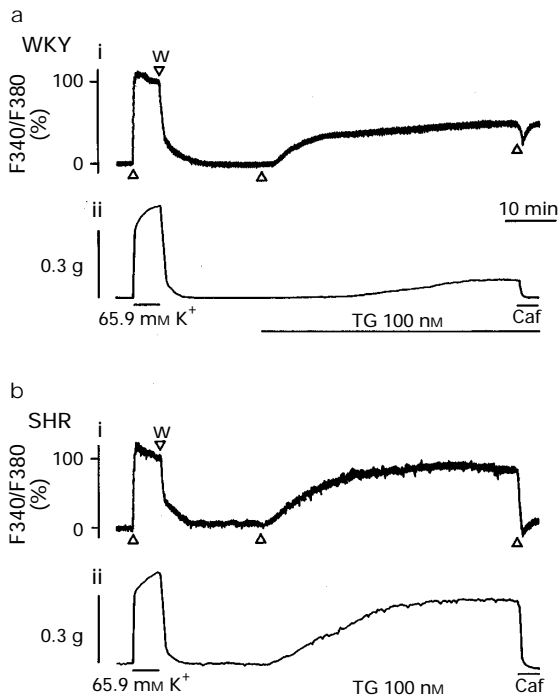 a
WKY
i
w
100
0
F340/F380
(%)
10 min
ii
0.3 g
65.9 mM K+
TG 100 nM
Caf
b
SHR
i
w
100
0
F340/F380
(%)
ii
0.3 g
65.9 mM K+
TG 100 nM
Caf